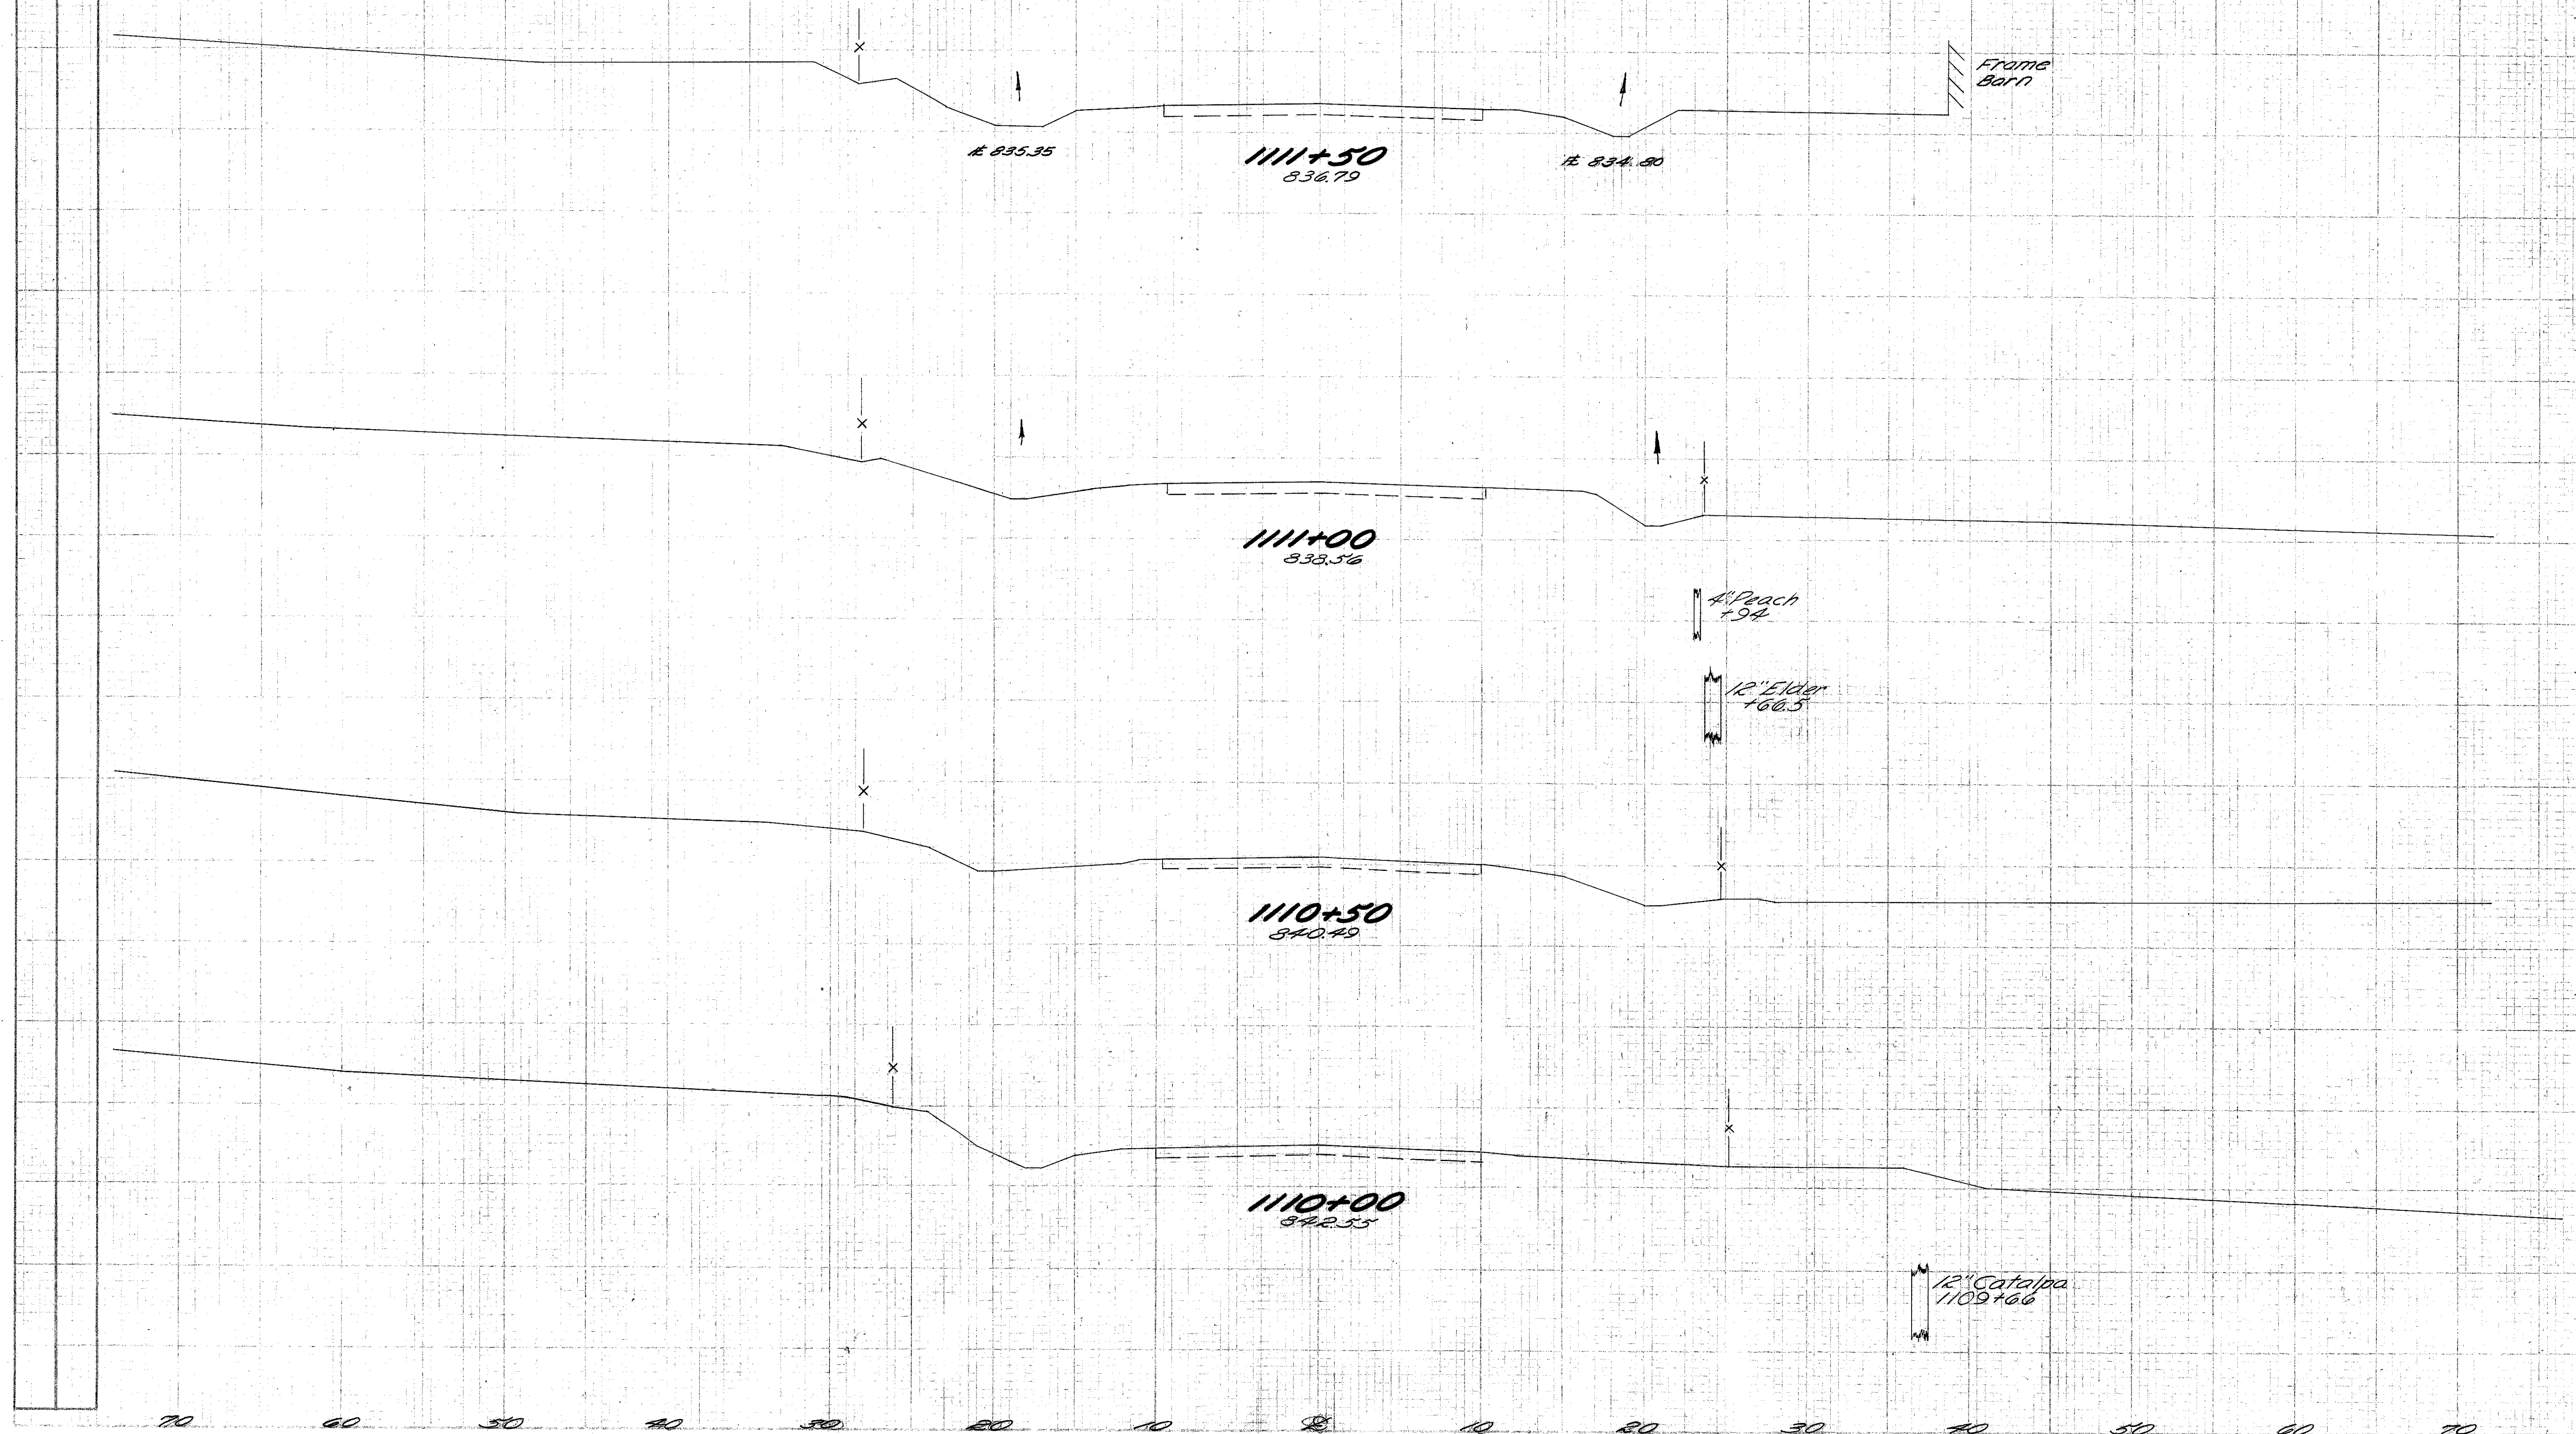 Frame
Barn
℄ 835.35
1111+50
836.79
℄ 834.80
1111+00
838.56
4" Peach
+94
12" Elder
+66.5
1110+50
840.49
1110+00
842.55
12" Catalpa
1109+66
70 60 50 40 30 20 10 ℄ 10 20 30 40 50 60 70